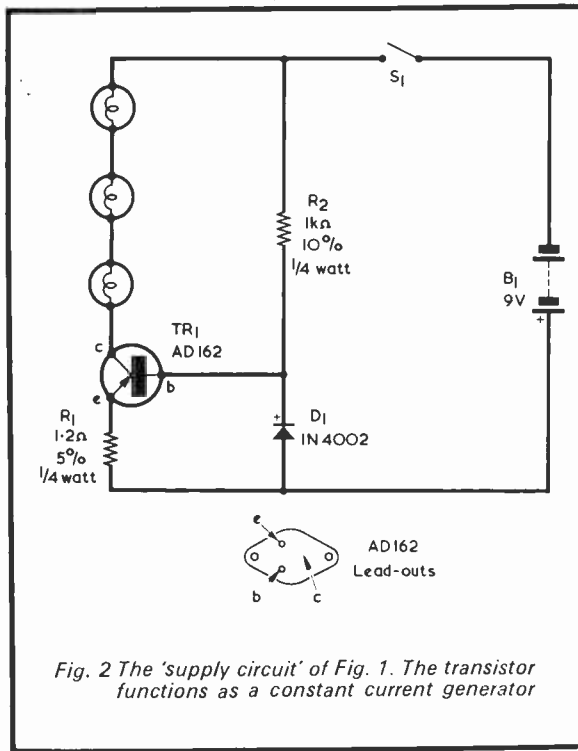 S1
R2
1kΩ
10%
1/4 watt
B1
9V
+
TR1
AD162
c
b
e
R1
1·2Ω
5%
1/4 watt
+
D1
IN4002
e
AD162
Lead-outs
b
c
Fig. 2 The 'supply circuit' of Fig. 1. The transistor
functions as a constant current generator